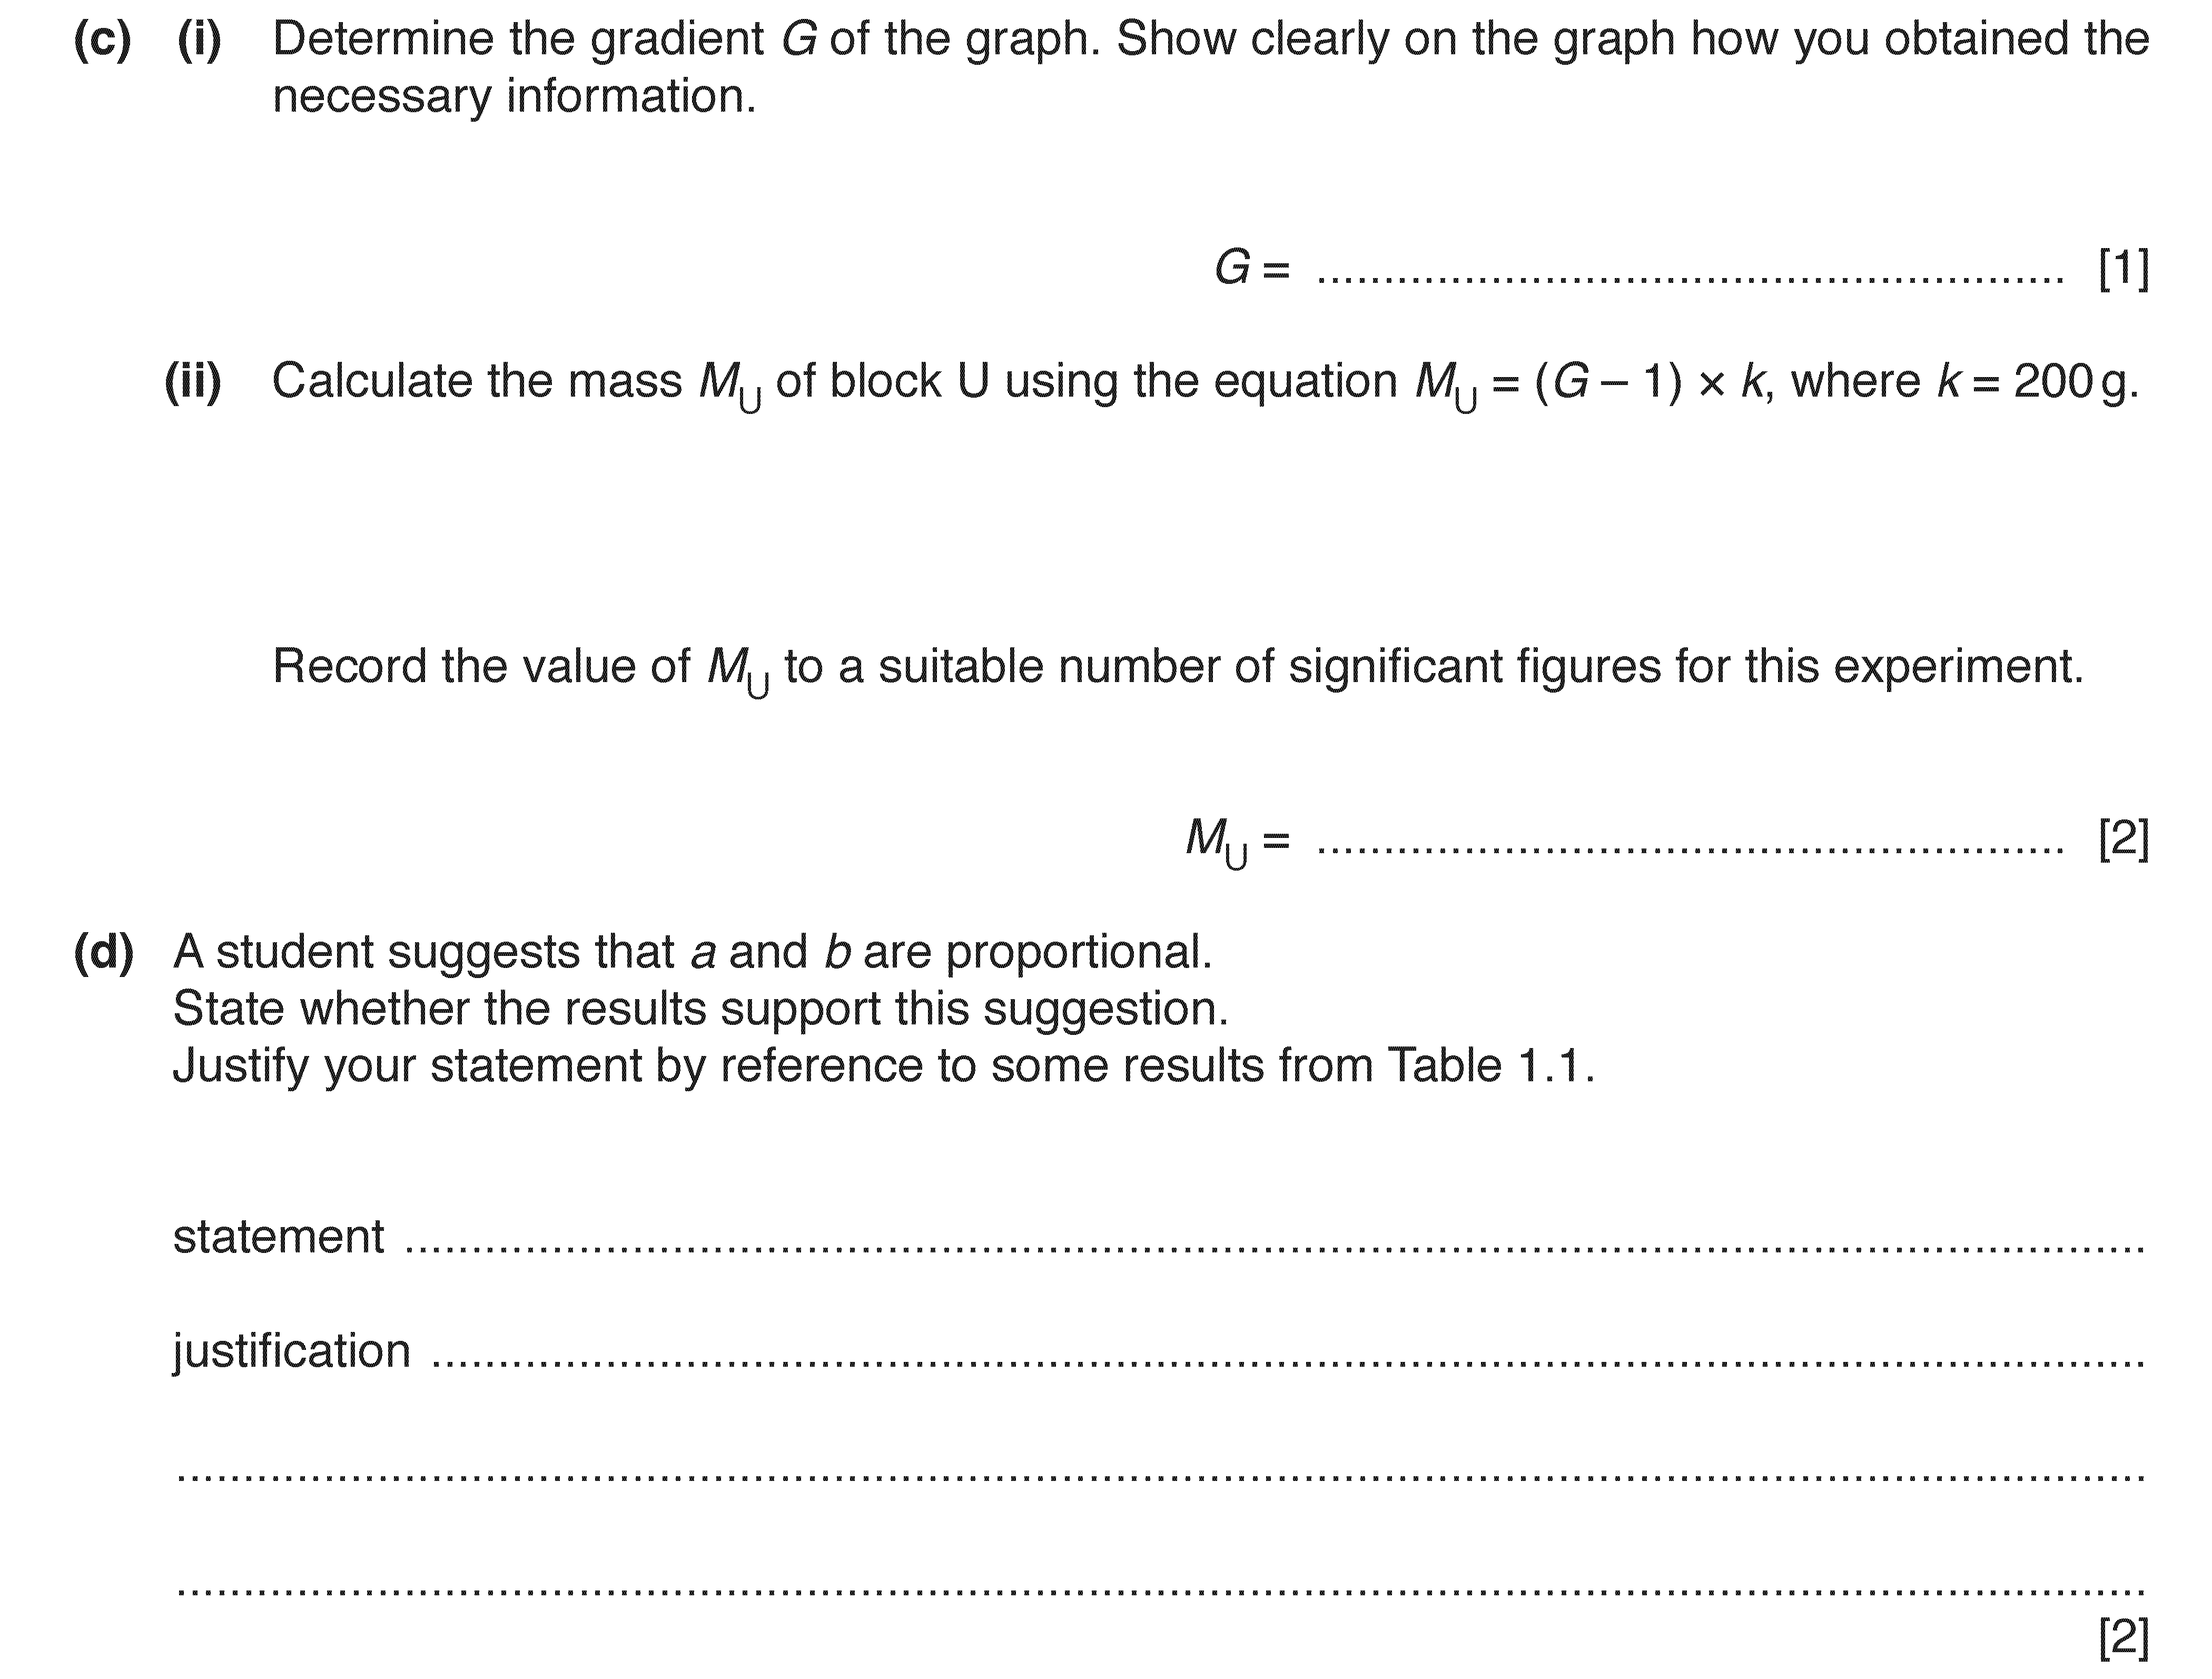 (c) (i) Determine the gradient G of the graph. Show clearly on the graph how you obtained the
necessary information.
G = ........................................................ [1]
(ii) Calculate the mass M_U of block U using the equation M_U = (G – 1) × k, where k = 200 g.
Record the value of M_U to a suitable number of significant figures for this experiment.
M_U = ........................................................ [2]
(d) A student suggests that a and b are proportional.
State whether the results support this suggestion.
Justify your statement by reference to some results from Table 1.1.
statement ................................................................................................................................
justification ..............................................................................................................................
..................................................................................................................................................
..................................................................................................................................................
[2]